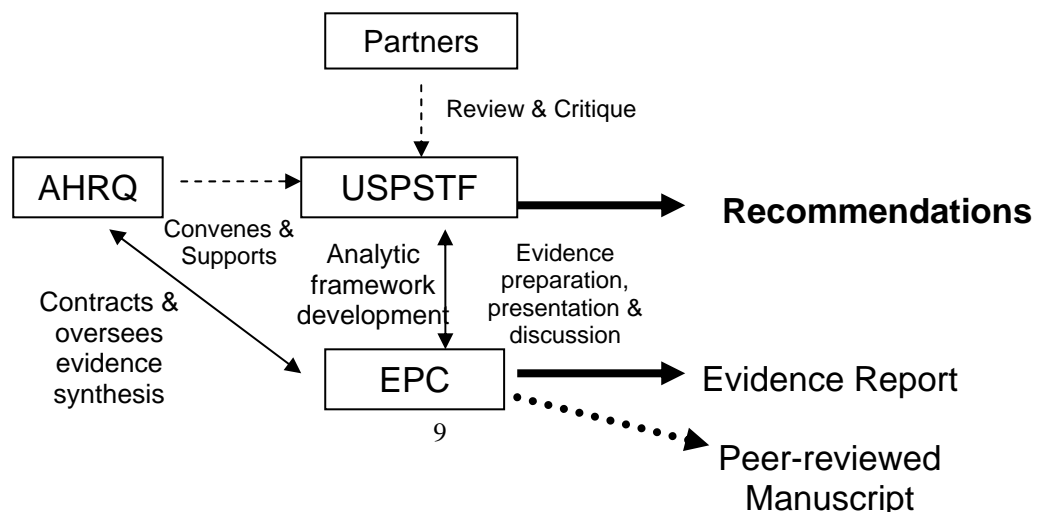 Partners
Review & Critique
AHRQ
USPSTF
Recommendations
Convenes &
Supports
Analytic
framework
development
Evidence
preparation,
presentation &
discussion
Contracts &
oversees
evidence
synthesis
EPC
Evidence Report
9
Peer-reviewed
Manuscript